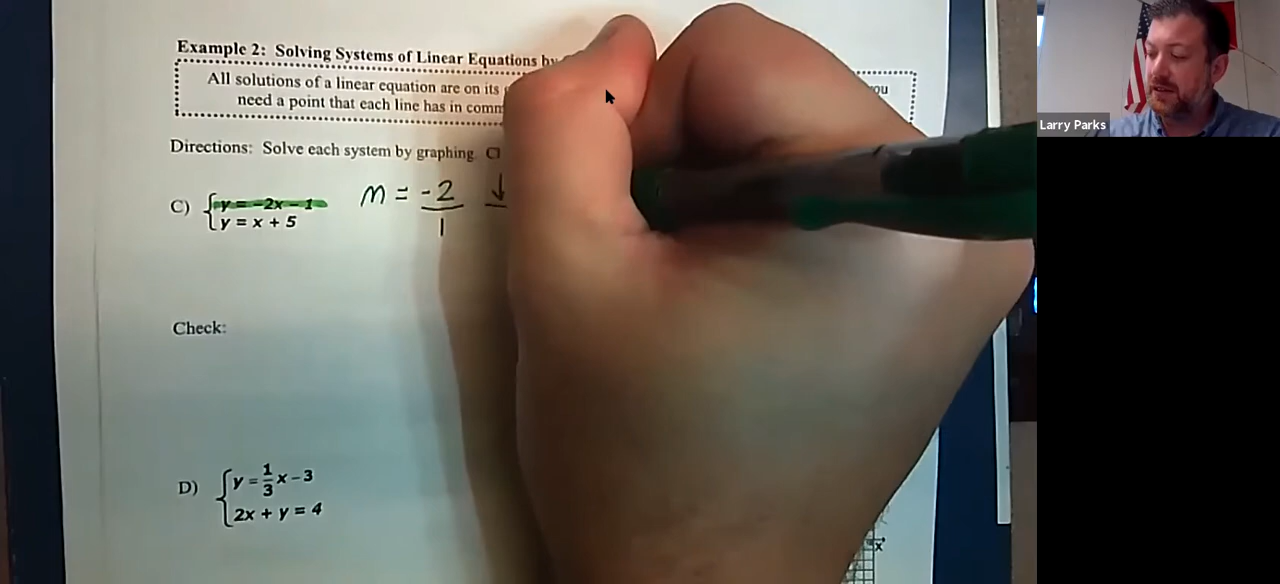 Example 2: Solving Systems of Linear Equations by
All solutions of a linear equation are on its
you
need a point that each line has in comm
Directions: Solve each system by graphing.
C) y = -2x - 1
y = x + 5
m = -2 ↓
1
Check:
D) y = 1/3 x - 3
2x + y = 4
x
Larry Parks